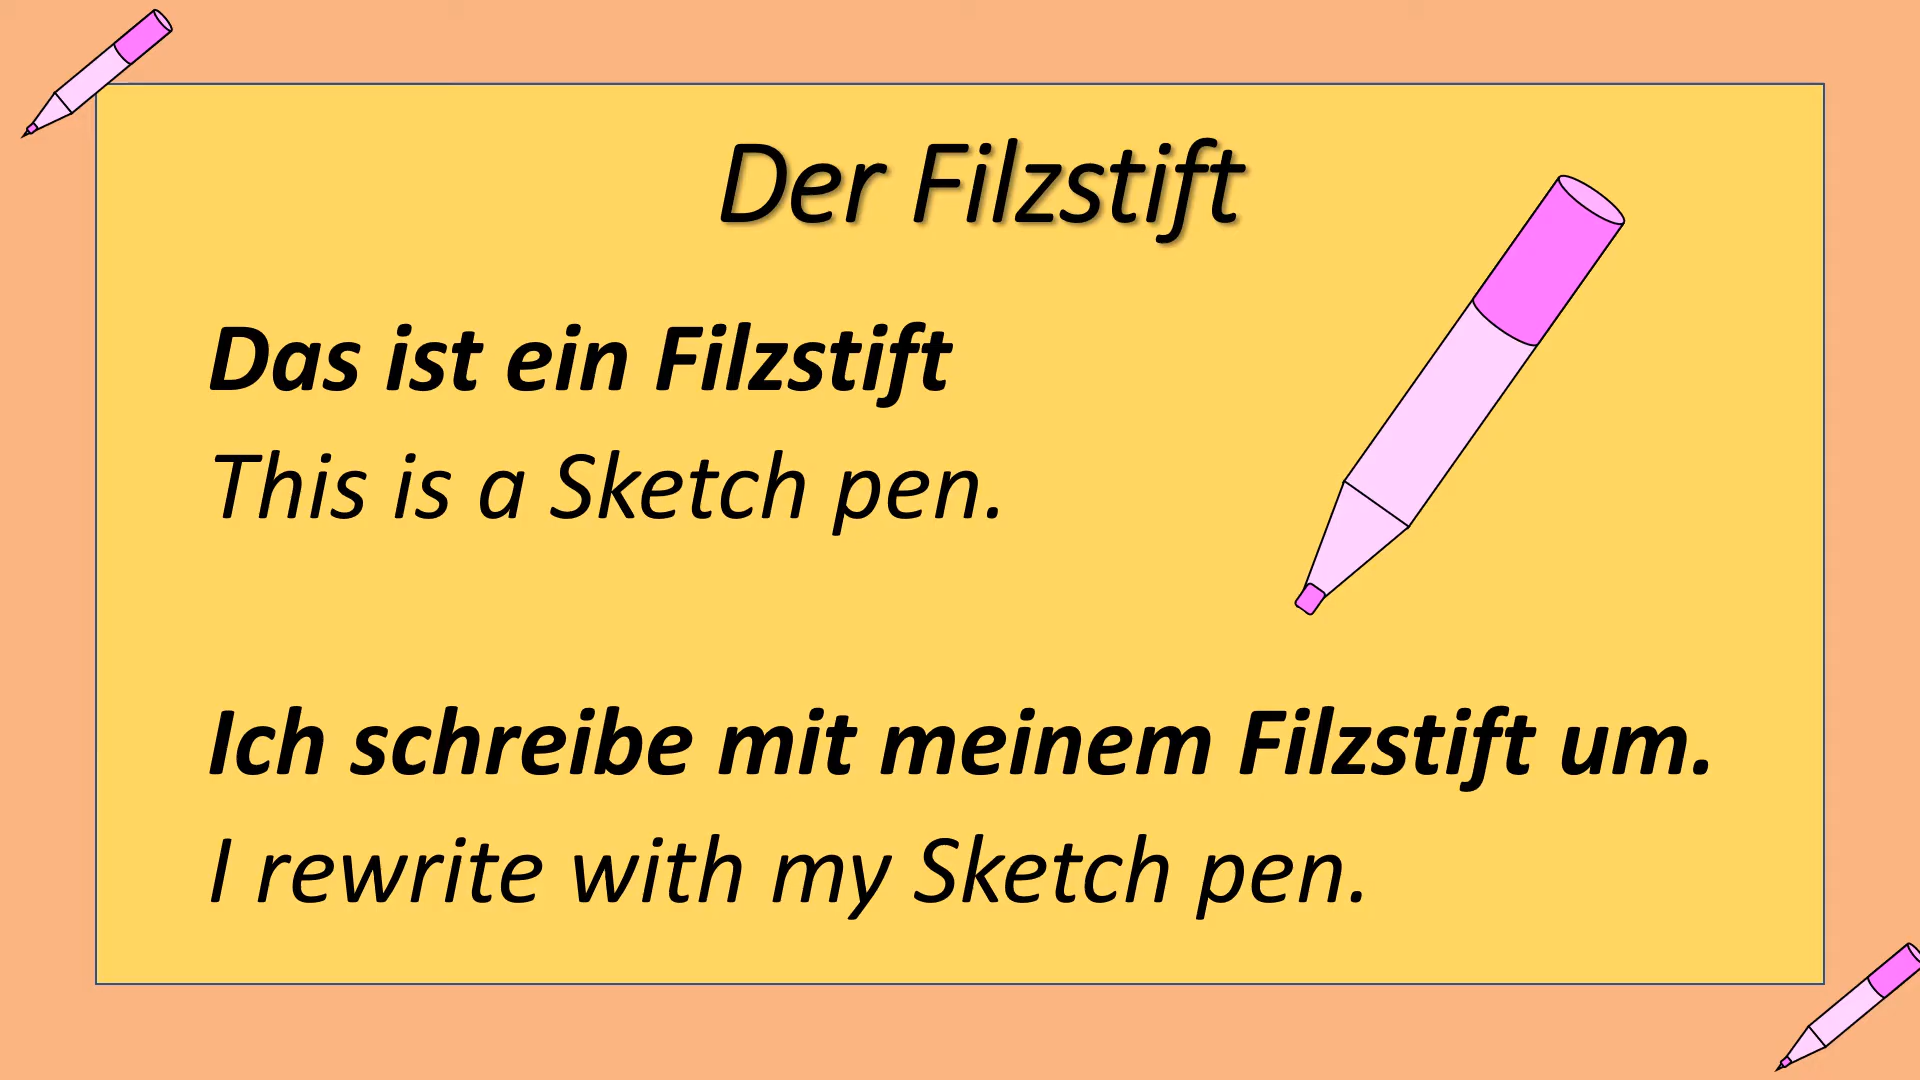 Der Filzstift
Das ist ein Filzstift
This is a Sketch pen.
Ich schreibe mit meinem Filzstift um.
I rewrite with my Sketch pen.